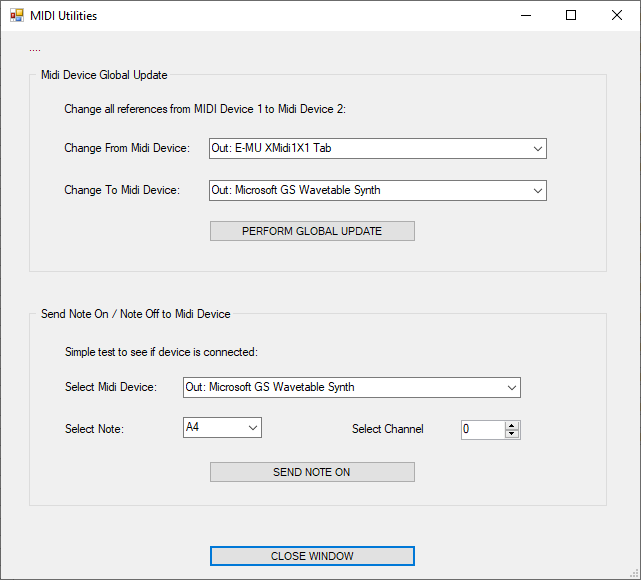 MIDI Utilities
....
Midi Device Global Update
Change all references from MIDI Device 1 to Midi Device 2:
Change From Midi Device: Out: E-MU XMidi1X1 Tab
Change To Midi Device: Out: Microsoft GS Wavetable Synth
PERFORM GLOBAL UPDATE
Send Note On / Note Off to Midi Device
Simple test to see if device is connected:
Select Midi Device: Out: Microsoft GS Wavetable Synth
Select Note: A4 Select Channel 0
SEND NOTE ON
CLOSE WINDOW